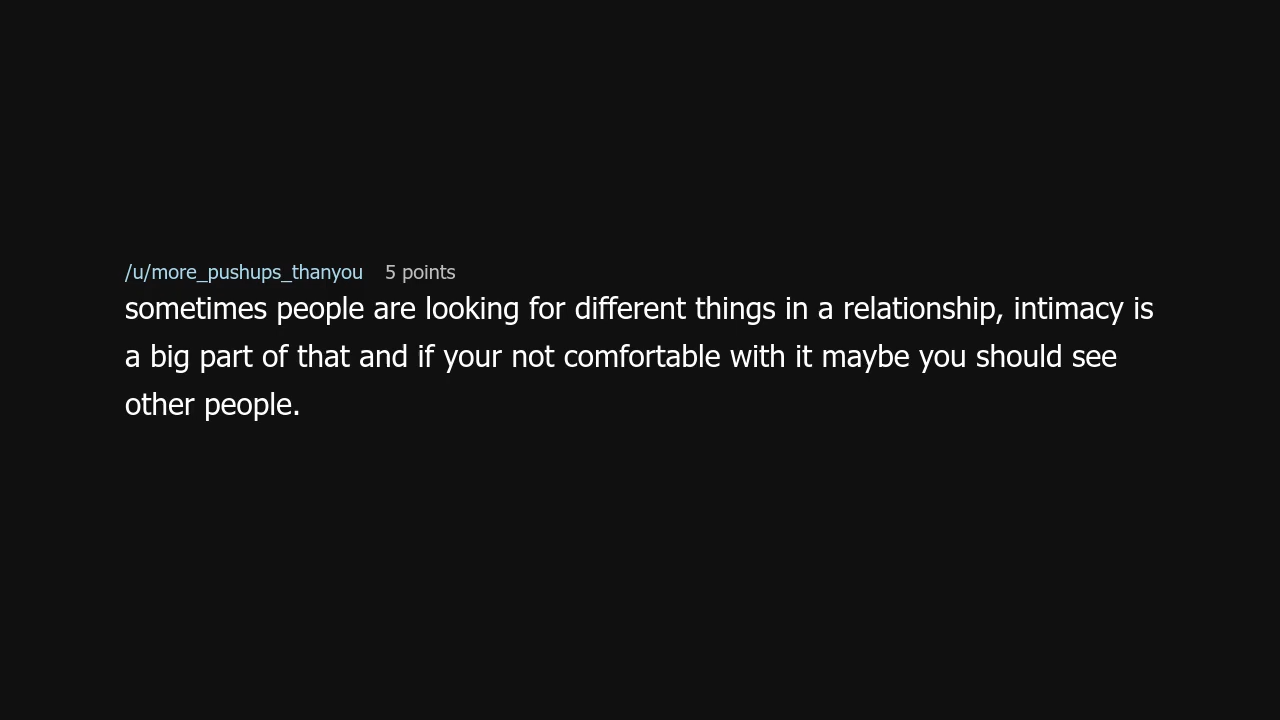 /u/more_pushups_thanyou 5 points
sometimes people are looking for different things in a relationship, intimacy is
a big part of that and if your not comfortable with it maybe you should see
other people.